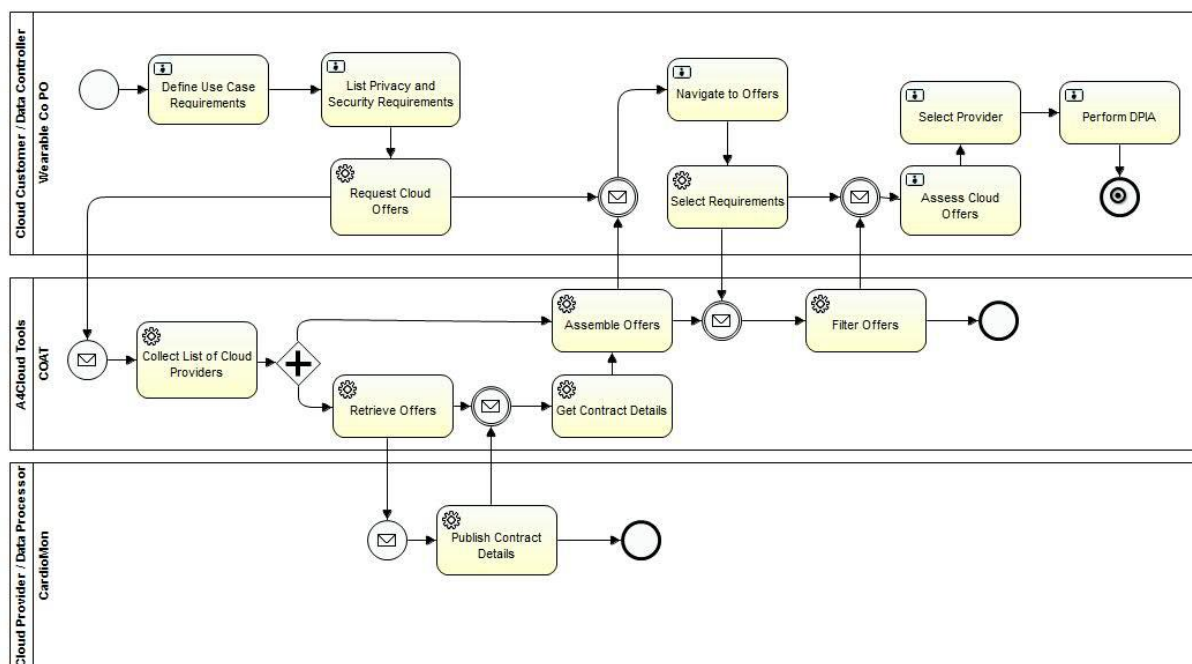 Cloud Customer / Data Controller
Wearable Co PO
Define Use Case
Requirements
List Privacy and
Security Requirements
Request Cloud
Offers
Navigate to Offers
Select Requirements
Select Provider
Perform DPIA
Assess Cloud
Offers
A4Cloud Tools
COAT
Collect List of Cloud
Providers
Retrieve Offers
Assemble Offers
Get Contract Details
Filter Offers
Cloud Provider / Data Processor
CardioMon
Publish Contract
Details